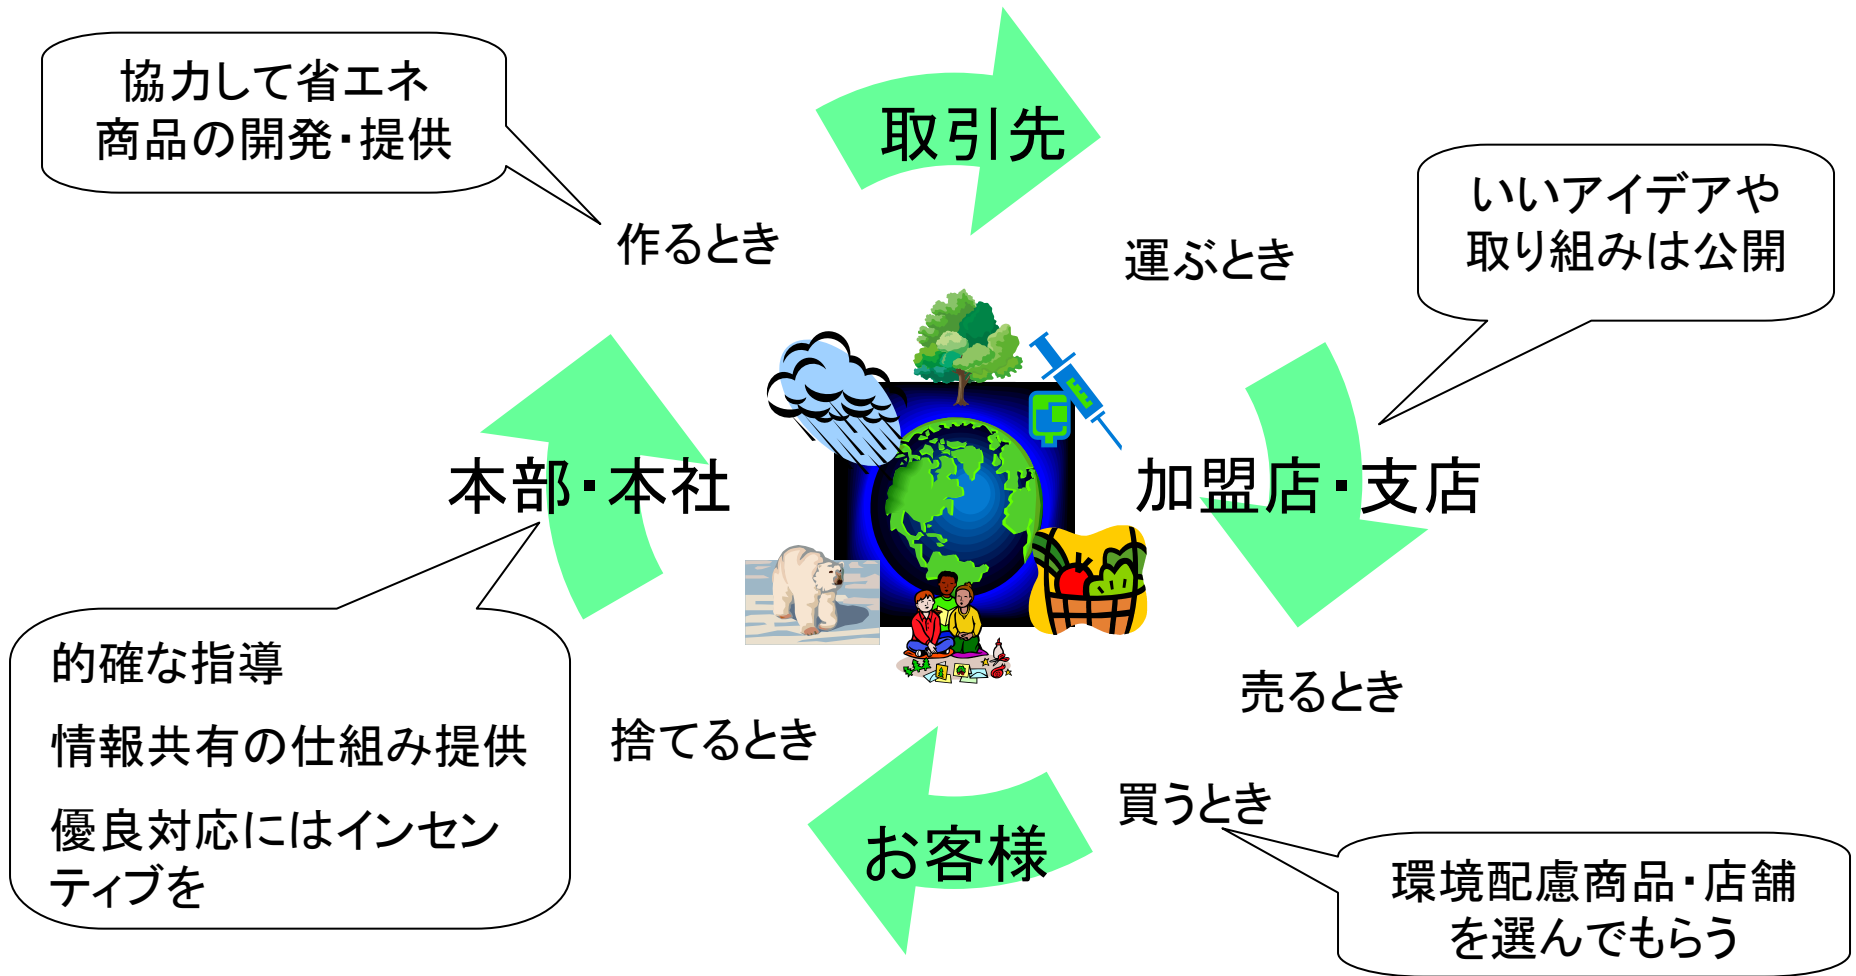 協力して省エネ
商品の開発・提供
取引先
いいアイデアや
取り組みは公開
作るとき
運ぶとき
本部・本社
加盟店・支店
的確な指導
情報共有の仕組み提供
優良対応にはインセン
ティブを
売るとき
捨てるとき
買うとき
お客様
環境配慮商品・店舗
を選んでもらう